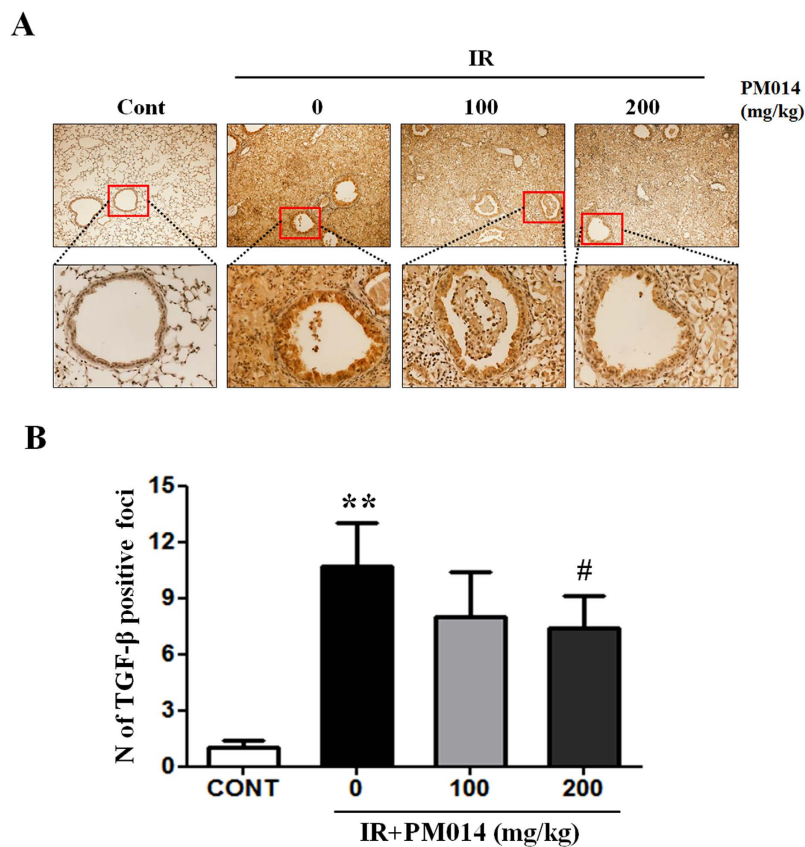 A
IR
Cont
0
100
200
PM014
(mg/kg)
B
N of TGF-β positive foci
15
12
9
6
3
0
**
#
CONT
0
100
200
IR+PM014 (mg/kg)